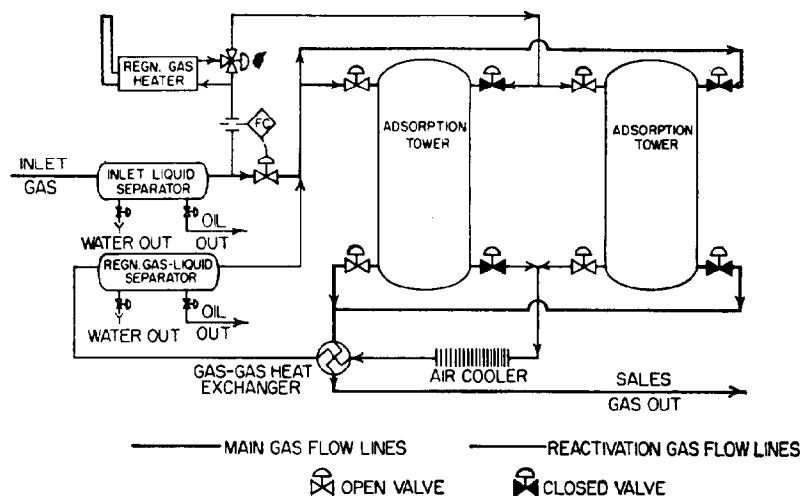 REGN. GAS
HEATER
FC
INLET
GAS
INLET LIQUID
SEPARATOR
WATER OUT
OIL
OUT
REGN. GAS-LIQUID
SEPARATOR
WATER OUT
OIL
OUT
ADSORPTION
TOWER
ADSORPTION
TOWER
GAS-GAS HEAT
EXCHANGER
AIR COOLER
SALES
GAS OUT
MAIN GAS FLOW LINES
REACTIVATION GAS FLOW LINES
OPEN VALVE
CLOSED VALVE